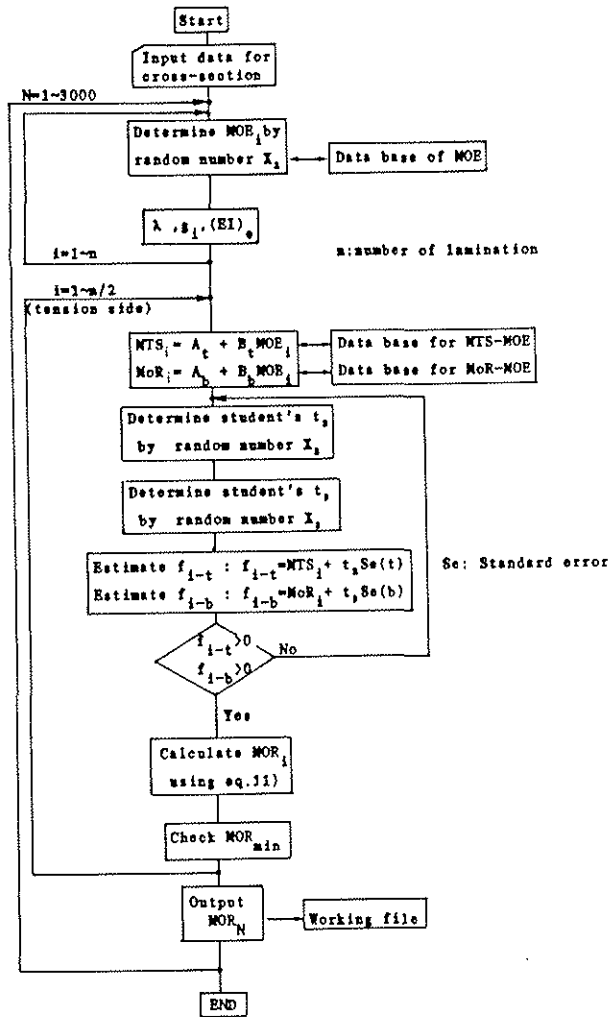 Start
Input data for
cross-section
N=1~3000
Determine MOE_i by
random number X_1
Data base of MOE
λ , s_i , (EI)_e
i=1~n
n:number of lamination
i=1~n/2
(tension side)
MTS_i = A_t + B_t MOE_i
Data base for MTS-MOE
MoR_i = A_b + B_b MOE_i
Data base for MoR-MOE
Determine student's t_2
by random number X_2
Determine student's t_3
by random number X_3
Estimate f_i-t : f_i-t = MTS_i + t_2 Se(t)
Estimate f_i-b : f_i-b = MoR_i + t_3 Se(b)
Se: Standard error
f_i-t >0
f_i-b >0
No
Yes
Calculate MOR_i
using eq.11)
Check MOR_min
Output
MOR_N
Working file
END